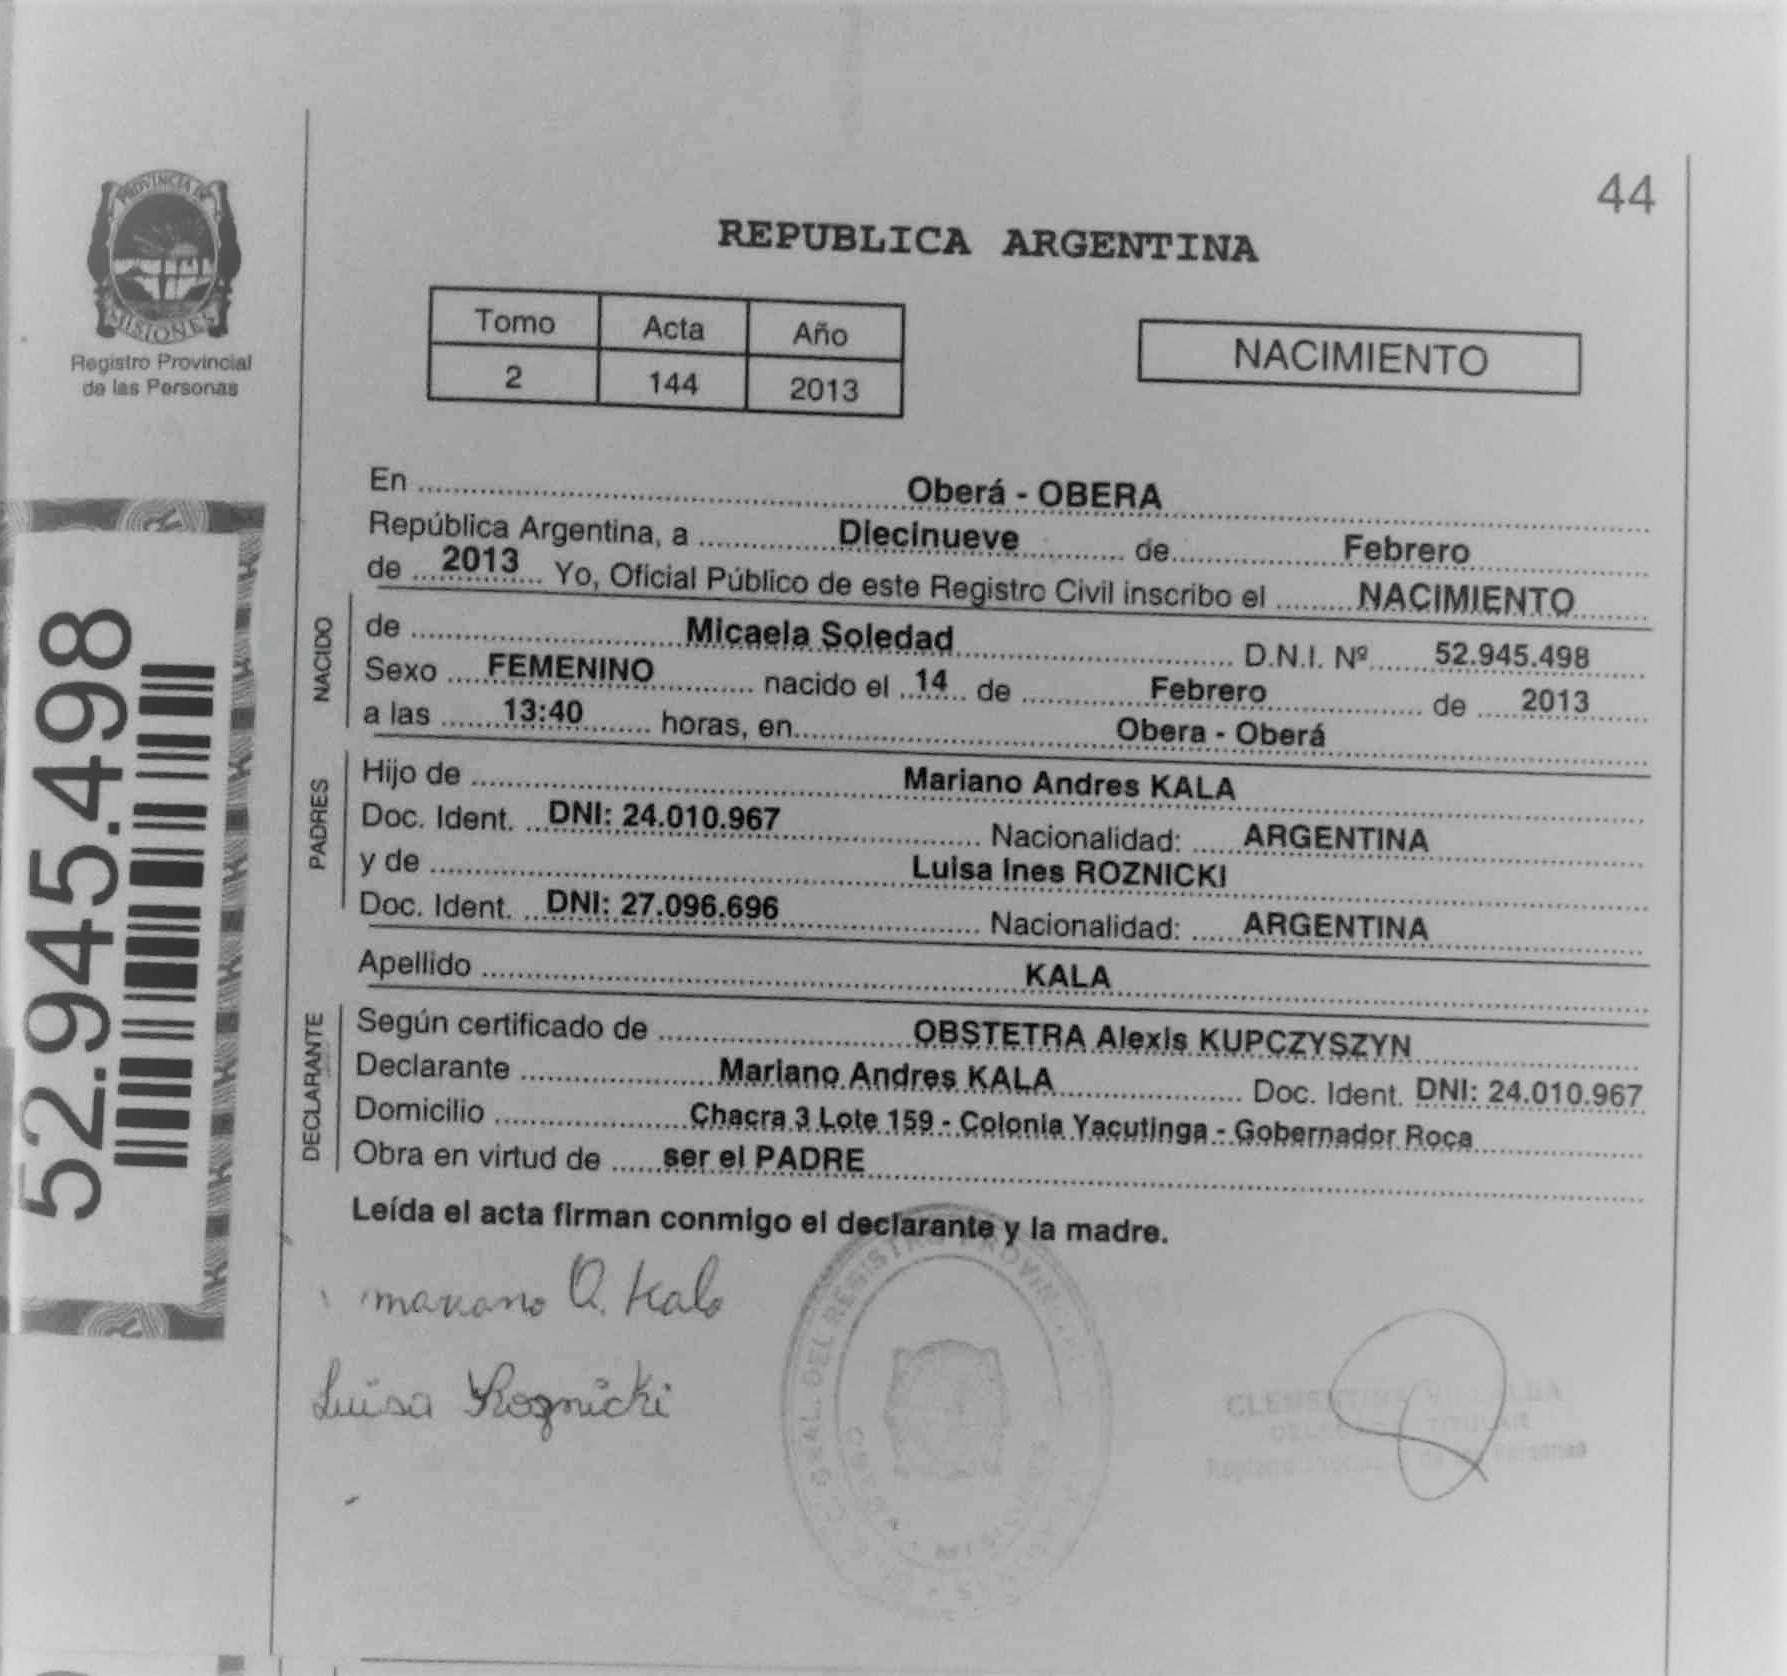 44
PROVINCIA DE
MISIONES
Registro Provincial
de las Personas
REPUBLICA ARGENTINA
Tomo Acta Año
2 144 2013
NACIMIENTO
52.945.498
En Oberá - OBERA
República Argentina, a Diecinueve de Febrero
de 2013 Yo, Oficial Público de este Registro Civil inscribo el NACIMIENTO
NACIDO
de Micaela Soledad D.N.I. Nº 52.945.498
Sexo FEMENINO nacido el 14 de Febrero de 2013
a las 13:40 horas, en Obera - Oberá
PADRES
Hijo de Mariano Andres KALA
Doc. Ident. DNI: 24.010.967 Nacionalidad: ARGENTINA
y de Luisa Ines ROZNICKI
Doc. Ident. DNI: 27.096.696 Nacionalidad: ARGENTINA
Apellido KALA
DECLARANTE
Según certificado de OBSTETRA Alexis KUPCZYSZYN
Declarante Mariano Andres KALA Doc. Ident. DNI: 24.010.967
Domicilio Chacra 3 Lote 159 - Colonia Yacutinga - Gobernador Roca
Obra en virtud de ser el PADRE
Leída el acta firman conmigo el declarante y la madre.
mariano A. Kala
Luisa Roznicki
GRAL. DEL REGISTRO PROVINCIAL